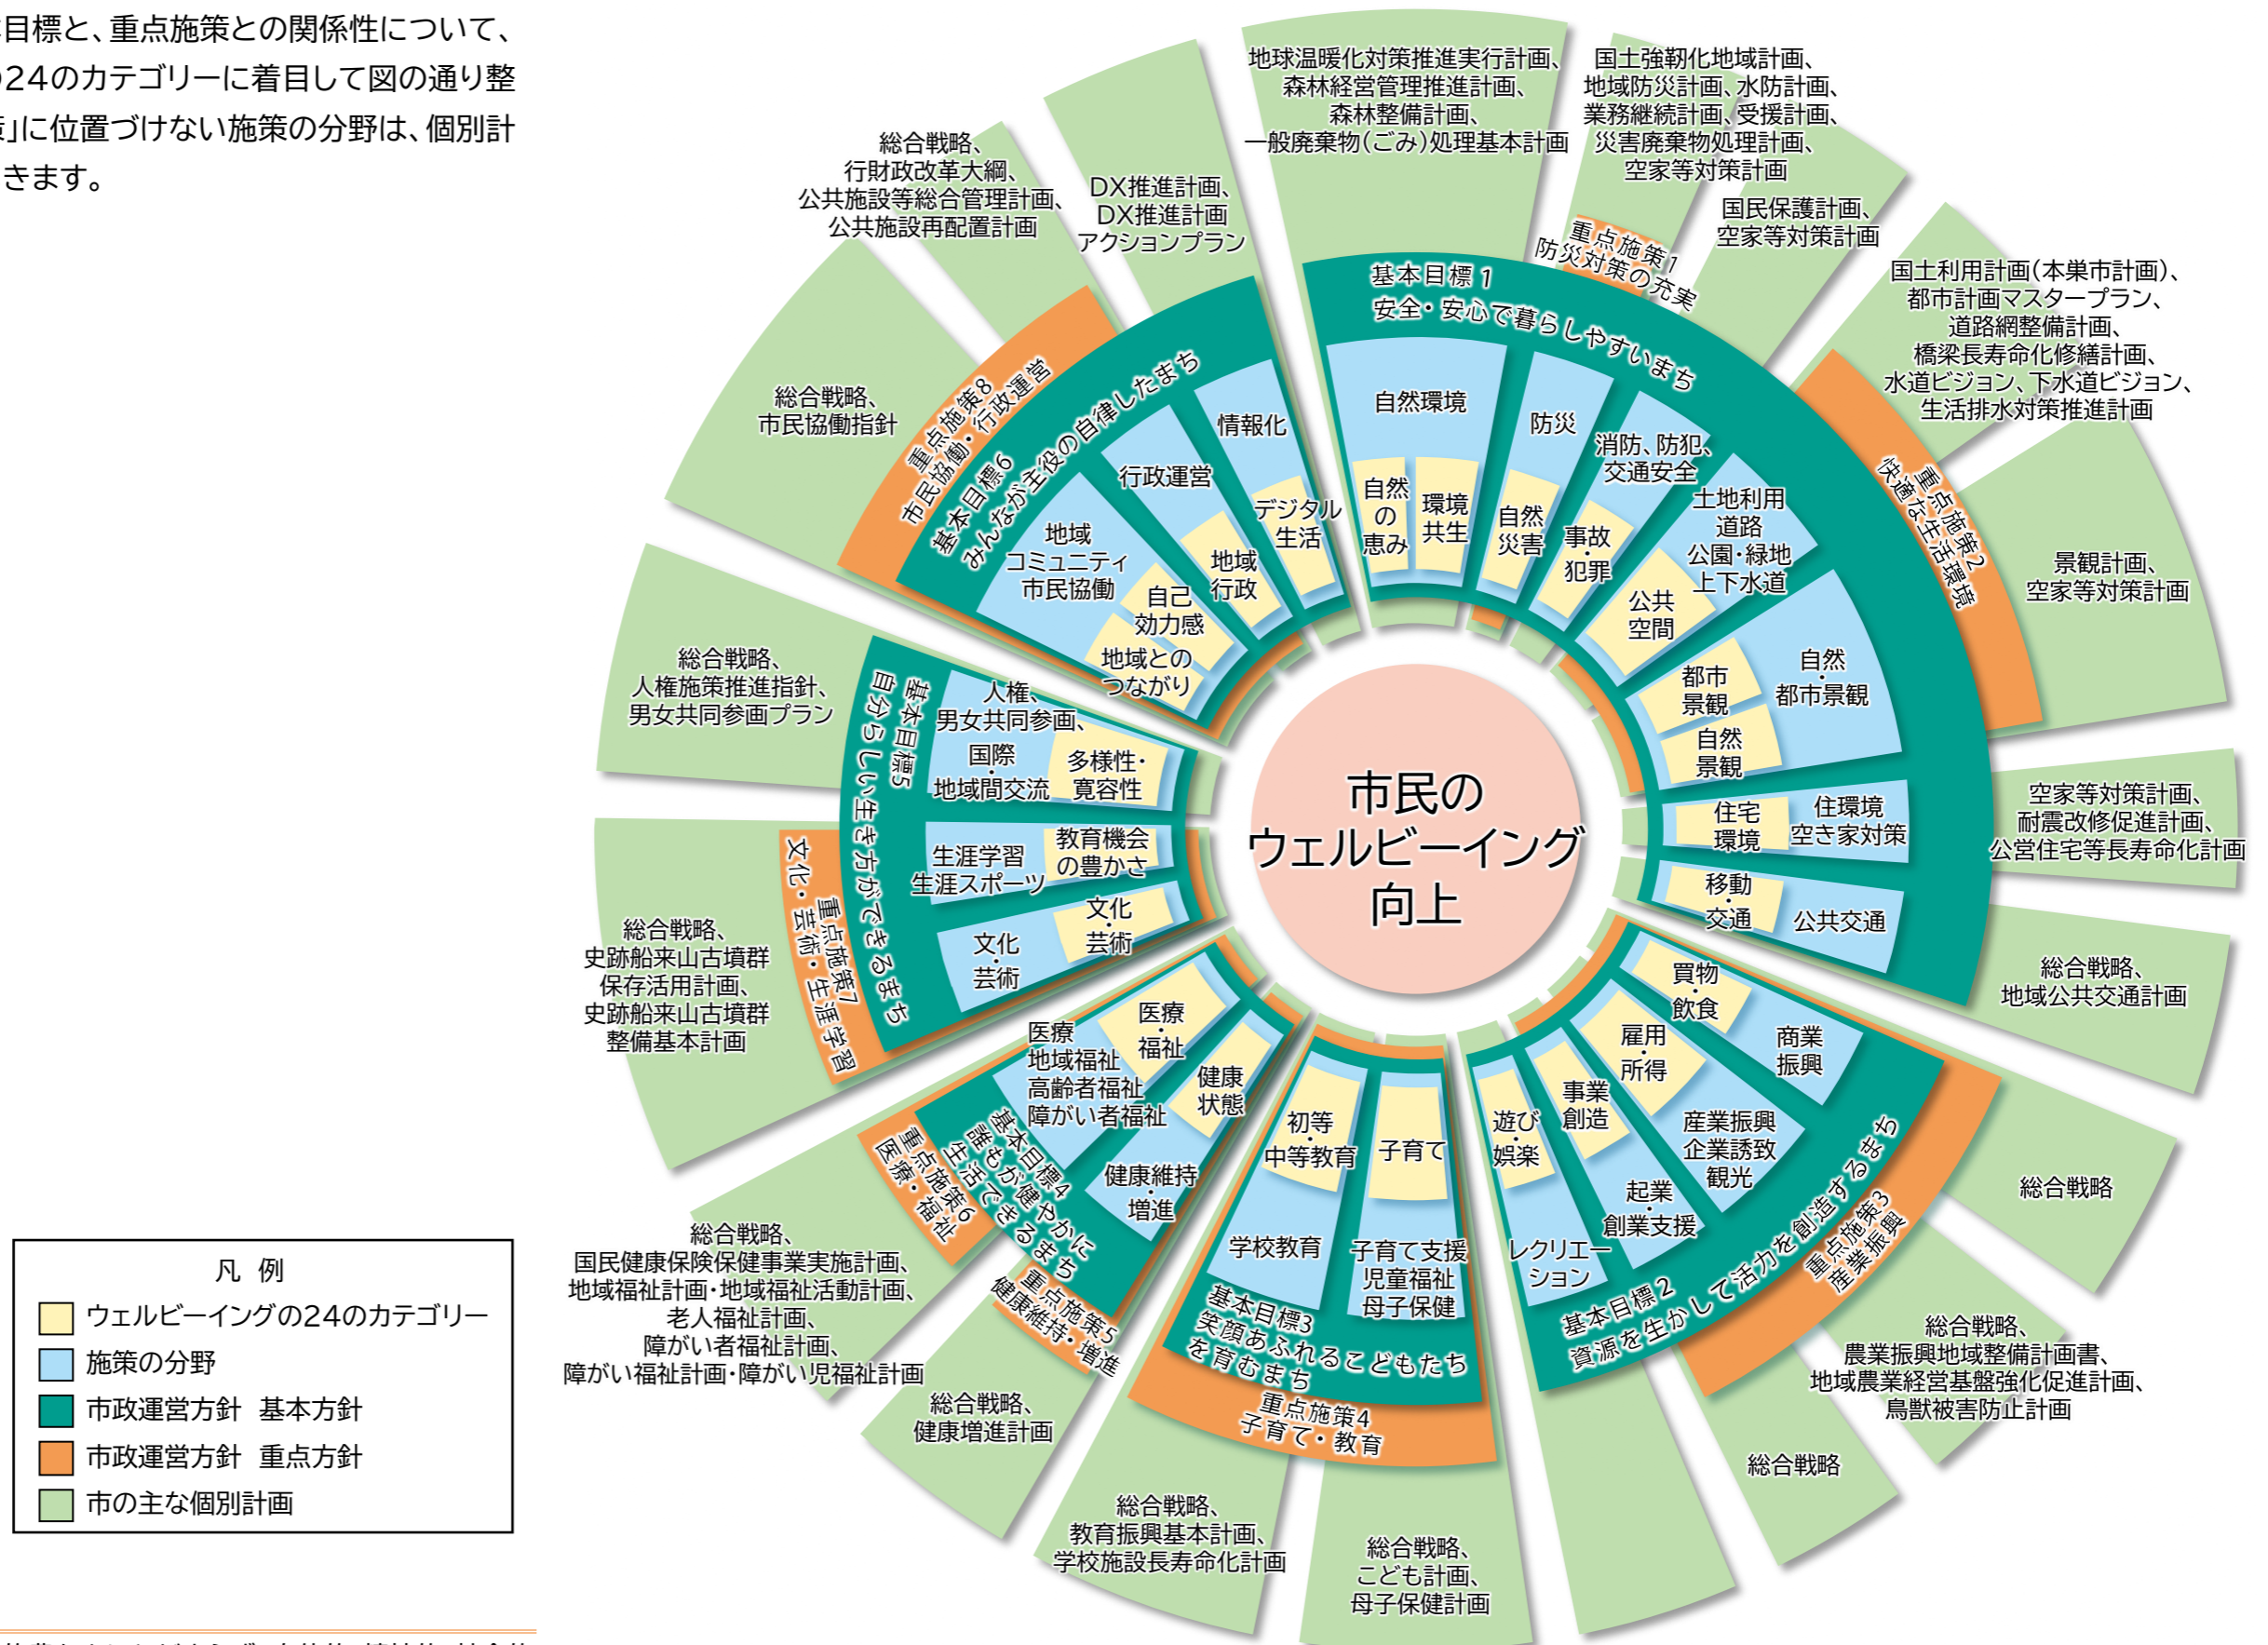 目標と、重点施策との関係性について、
24のカテゴリーに着目して図の通り整
」に位置づけない施策の分野は、個別計
きます。
地球温暖化対策推進実行計画、
森林経営管理推進計画、
森林整備計画、
一般廃棄物(ごみ)処理基本計画
国土強靭化地域計画、
地域防災計画、水防計画、
業務継続計画、受援計画、
災害廃棄物処理計画、
空家等対策計画
国民保護計画、
空家等対策計画
国土利用計画(本巣市計画)、
都市計画マスタープラン、
道路網整備計画、
橋梁長寿命化修繕計画、
水道ビジョン、下水道ビジョン、
生活排水対策推進計画
景観計画、
空家等対策計画
空家等対策計画、
耐震改修促進計画、
公営住宅等長寿命化計画
総合戦略、
地域公共交通計画
重点施策1
防災対策の充実
重点施策2
快適な生活環境
基本目標1
安全・安心で暮らしやすいまち
自然環境
防災
消防、防犯、
交通安全
土地利用
道路
公園・緑地
上下水道
自然
・
都市景観
住環境
空き家対策
公共交通
自然
の
恵み
環境
共生
自然
災害
事故
・
犯罪
公共
空間
都市
景観
自然
景観
住宅
環境
移動
・
交通
総合戦略
総合戦略、
農業振興地域整備計画書、
地域農業経営基盤強化促進計画、
鳥獣被害防止計画
総合戦略
重点施策3
産業振興
基本目標2
資源を生かして活力を創造するまち
商業
振興
産業振興
企業誘致
観光
起業
・
創業支援
レクリエー
ション
買物
・
飲食
雇用
・
所得
事業
創造
遊び
・
娯楽
子育て
初等
・
中等教育
子育て支援
児童福祉
母子保健
学校教育
基本目標3
笑顔あふれるこどもたち
を育むまち
重点施策4
子育て・教育
総合戦略、
こども計画、
母子保健計画
総合戦略、
教育振興基本計画、
学校施設長寿命化計画
健康
状態
医療
・
福祉
健康維持
・
増進
医療
地域福祉
高齢者福祉
障がい者福祉
基本目標4
誰もが健やかに
生活できるまち
重点施策5
健康維持・増進
重点施策6
医療・福祉
総合戦略、
健康増進計画
総合戦略、
国民健康保険保健事業実施計画、
地域福祉計画・地域福祉活動計画、
老人福祉計画、
障がい者福祉計画、
障がい福祉計画・障がい児福祉計画
文化
・
芸術
教育機会
の豊かさ
多様性・
寛容性
文化
・
芸術
生涯学習
生涯スポーツ
人権、
男女共同参画、
国際
・
地域間交流
基本目標5
自分らしい生き方ができるまち
重点施策7
文化・芸術・生涯学習
総合戦略、
史跡船来山古墳群
保存活用計画、
史跡船来山古墳群
整備基本計画
総合戦略、
人権施策推進指針、
男女共同参画プラン
地域との
つながり
自己
効力感
地域
行政
デジタル
生活
地域
コミュニティ
市民協働
行政運営
情報化
基本目標6
みんなが主役の自律したまち
重点施策8
市民協働・行政運営
総合戦略、
市民協働指針
総合戦略、
行財政改革大綱、
公共施設等総合管理計画、
公共施設再配置計画
DX推進計画、
DX推進計画
アクションプラン
市民の
ウェルビーイング
向上
凡 例
ウェルビーイングの24のカテゴリー
施策の分野
市政運営方針 基本方針
市政運営方針 重点方針
市の主な個別計画